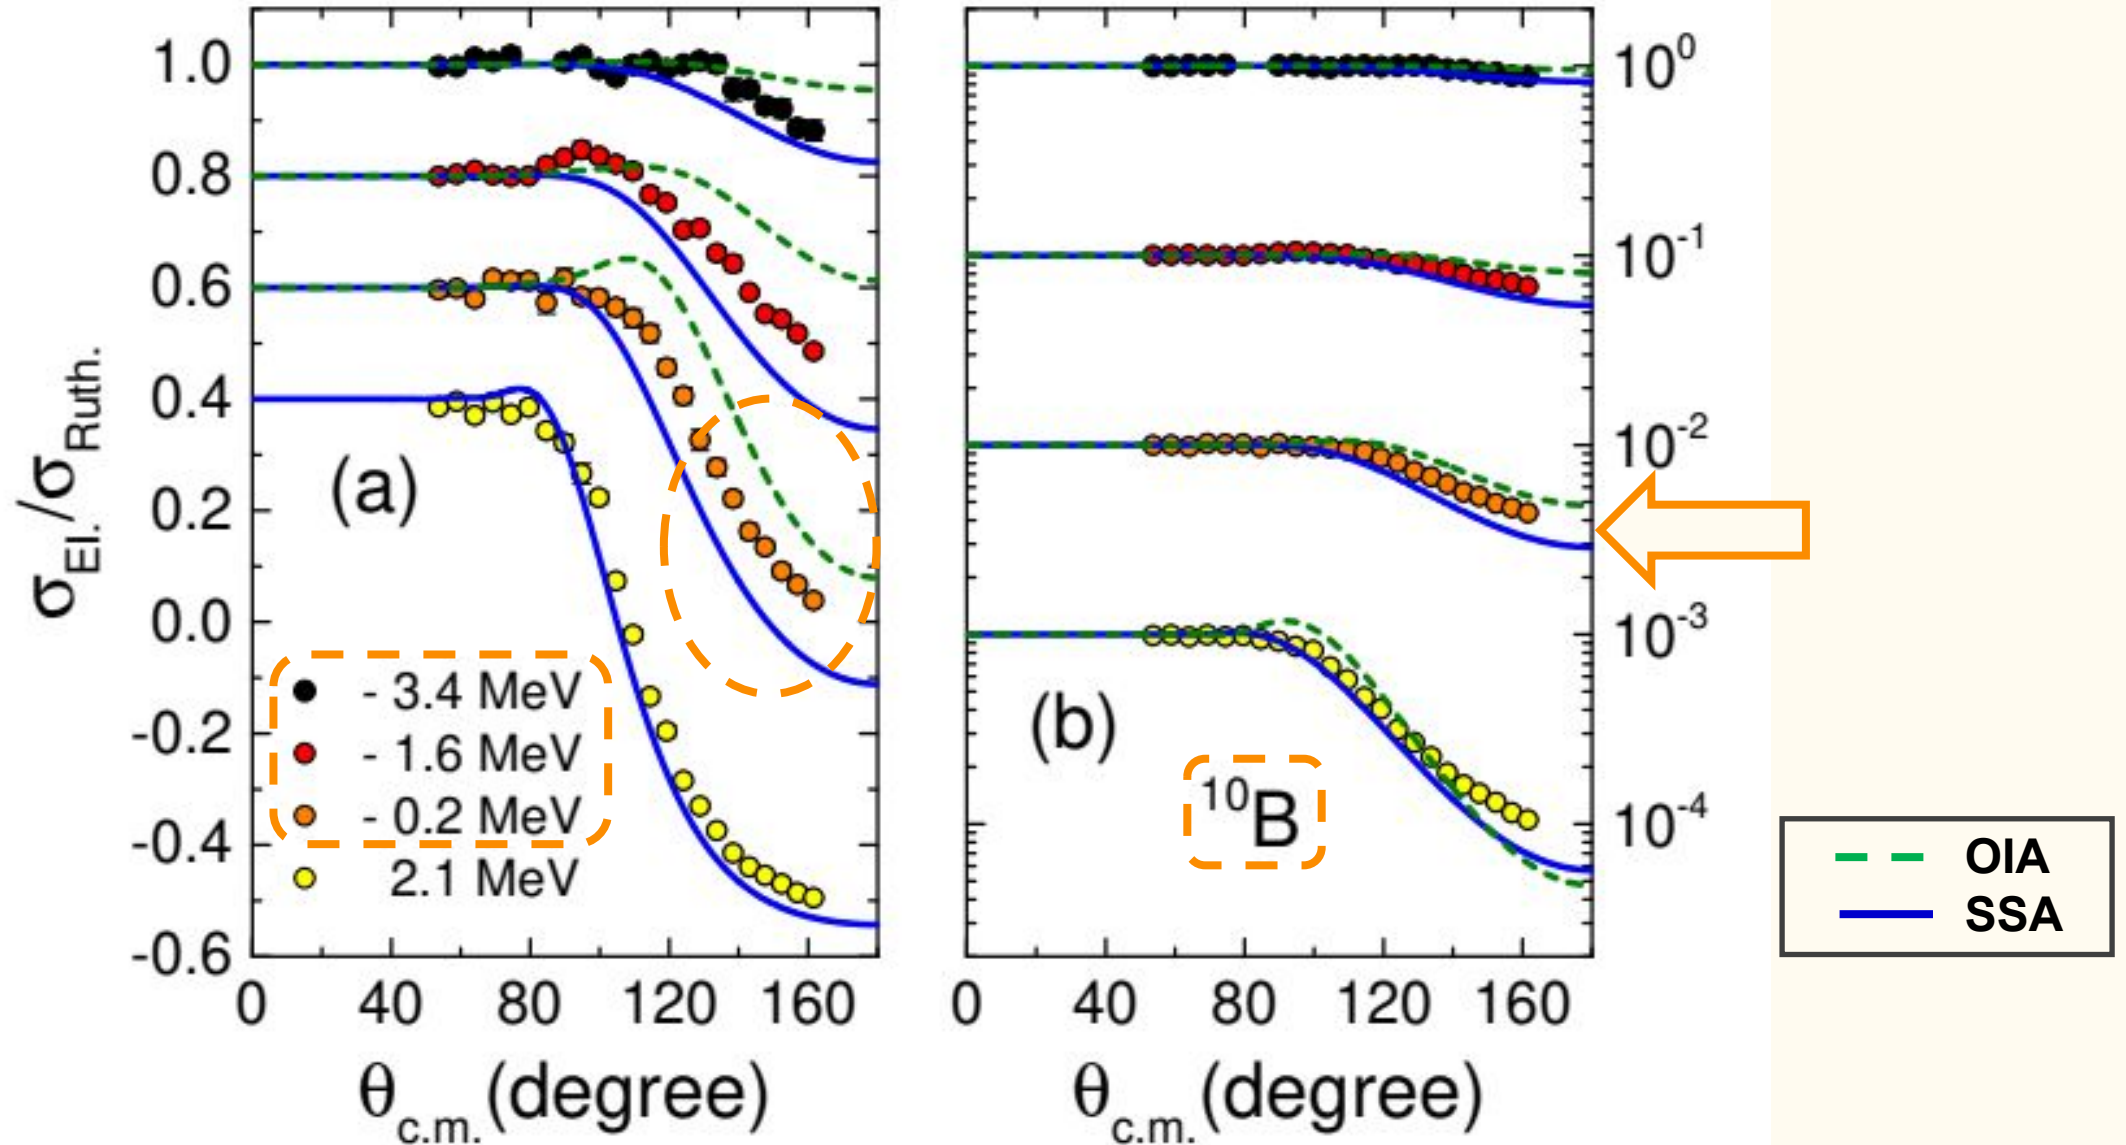 σEl./σRuth.
1.0
0.8
0.6
0.4
0.2
0.0
-0.2
-0.4
-0.6
(a)
- 3.4 MeV
- 1.6 MeV
- 0.2 MeV
2.1 MeV
0 40 80 120 160
θc.m. (degree)
(b)
¹⁰B
10⁰
10⁻¹
10⁻²
10⁻³
10⁻⁴
0 40 80 120 160
θc.m. (degree)
OIA
SSA